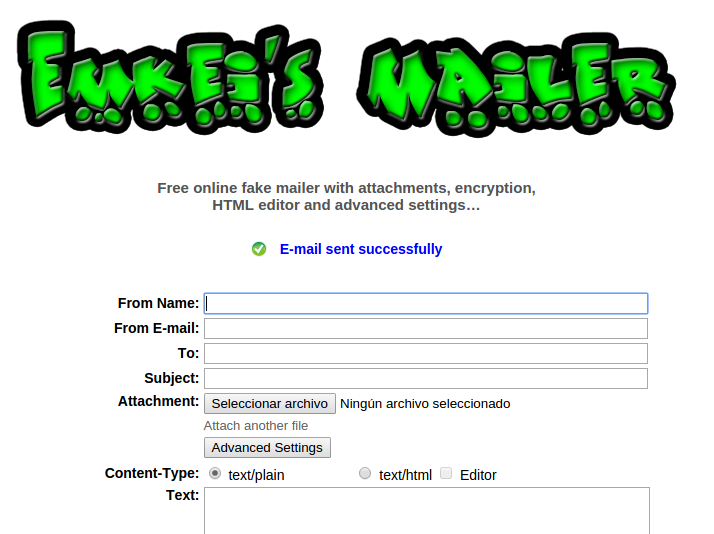 Emkei's Mailer
Free online fake mailer with attachments, encryption,
HTML editor and advanced settings…
E-mail sent successfully
From Name:
From E-mail:
To:
Subject:
Attachment: Seleccionar archivo Ningún archivo seleccionado
Attach another file
Advanced Settings
Content-Type: text/plain text/html Editor
Text: